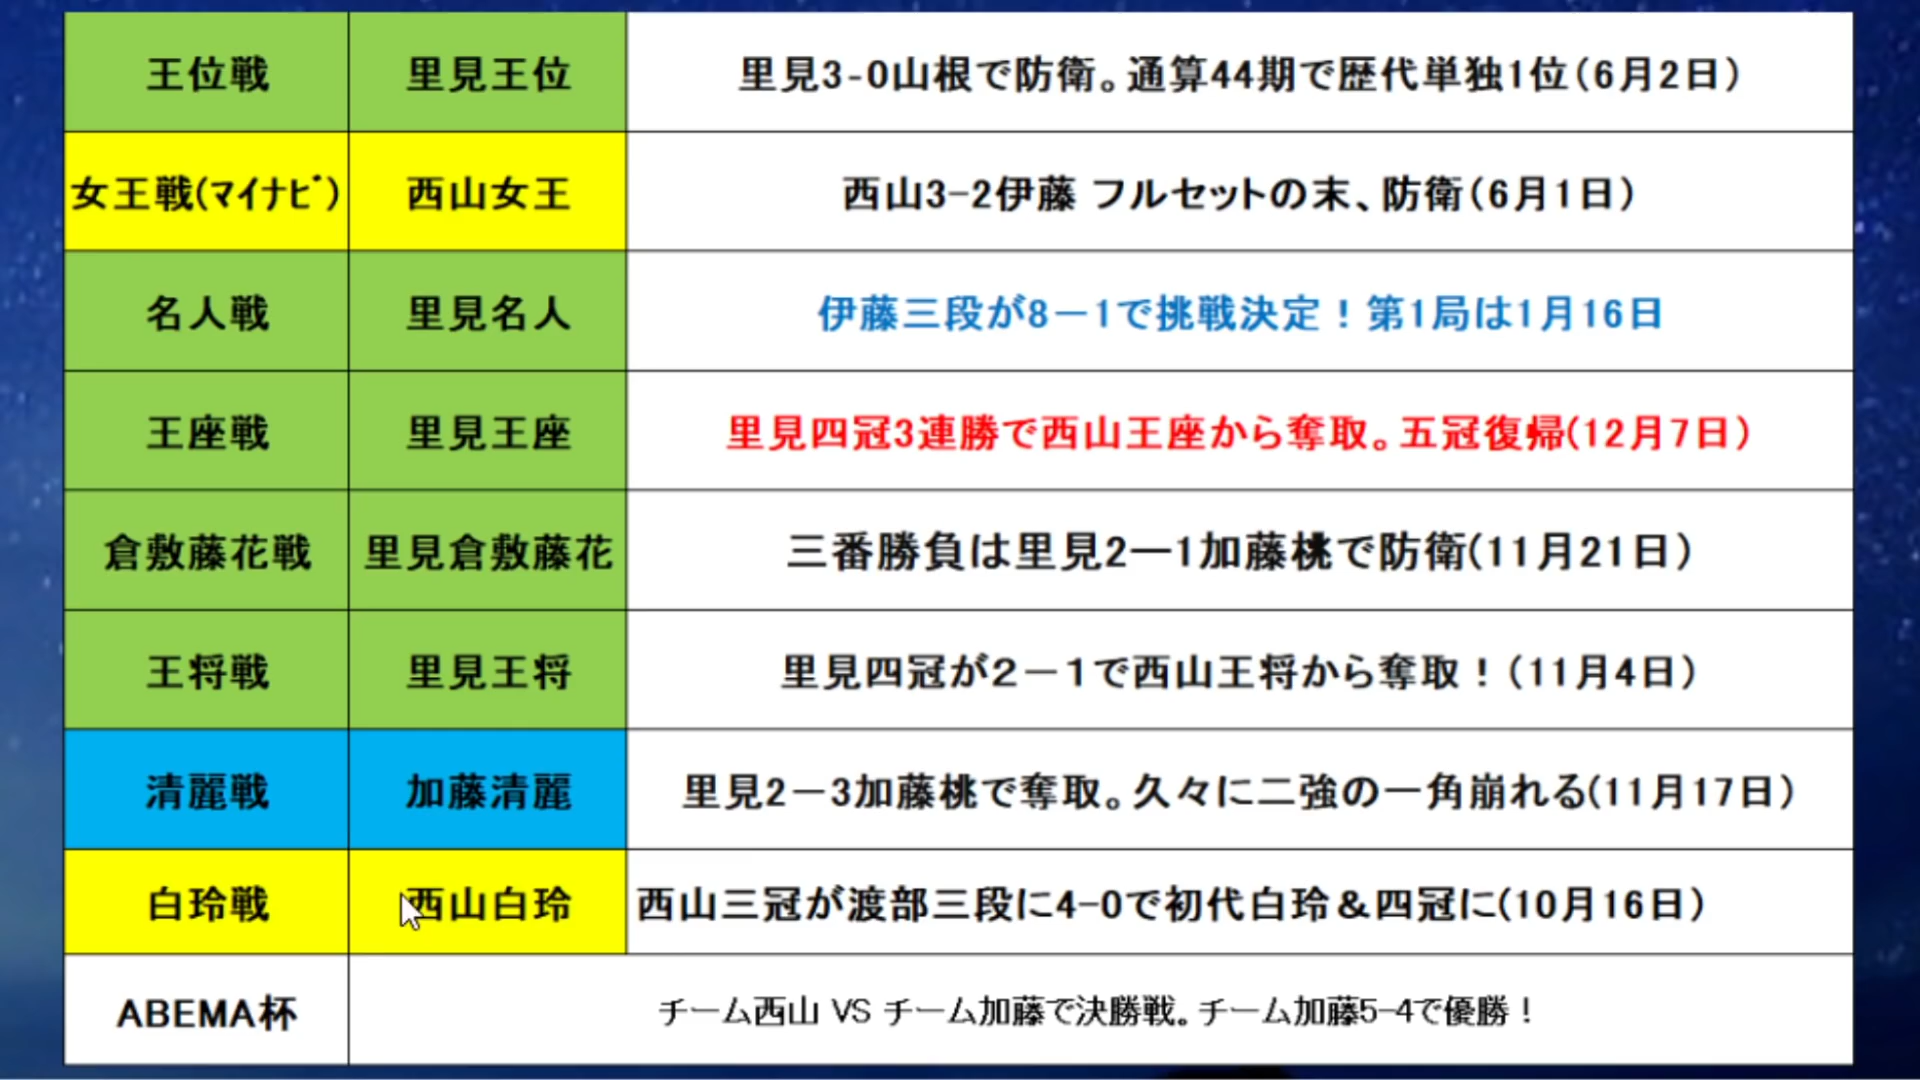 王位戦 里見王位 里見3-0山根で防衛。通算44期で歴代単独1位(6月2日)
女王戦(マイナビ) 西山女王 西山3-2伊藤 フルセットの末、防衛(6月1日)
名人戦 里見名人 伊藤三段が8－1で挑戦決定！第1局は1月16日
王座戦 里見王座 里見四冠3連勝で西山王座から奪取。五冠復帰(12月7日)
倉敷藤花戦 里見倉敷藤花 三番勝負は里見2―1加藤桃で防衛(11月21日)
王将戦 里見王将 里見四冠が２－１で西山王将から奪取！(11月4日)
清麗戦 加藤清麗 里見2－3加藤桃で奪取。久々に二強の一角崩れる(11月17日)
白玲戦 西山白玲 西山三冠が渡部三段に4-0で初代白玲＆四冠に(10月16日)
ABEMA杯 チーム西山 VS チーム加藤で決勝戦。チーム加藤5-4で優勝！